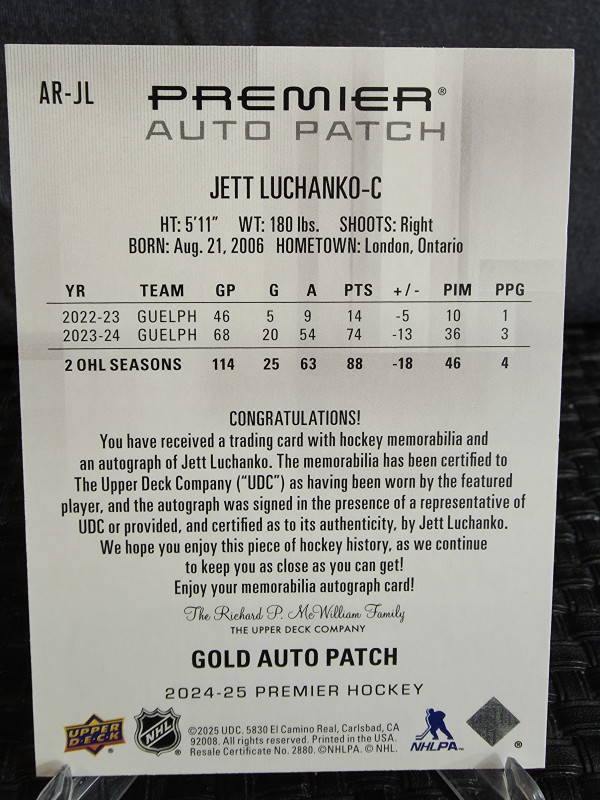 AR-JL
PREMIER®
AUTO PATCH
JETT LUCHANKO-C
HT: 5'11" WT: 180 lbs. SHOOTS: Right
BORN: Aug. 21, 2006 HOMETOWN: London, Ontario
YR TEAM GP G A PTS +/- PIM PPG
2022-23 GUELPH 46 5 9 14 -5 10 1
2023-24 GUELPH 68 20 54 74 -13 36 3
2 OHL SEASONS 114 25 63 88 -18 46 4
CONGRATULATIONS!
You have received a trading card with hockey memorabilia and
an autograph of Jett Luchanko. The memorabilia has been certified to
The Upper Deck Company ("UDC") as having been worn by the featured
player, and the autograph was signed in the presence of a representative of
UDC or provided, and certified as to its authenticity, by Jett Luchanko.
We hope you enjoy this piece of hockey history, as we continue
to keep you as close as you can get!
Enjoy your memorabilia autograph card!
The Richard P. McWilliam Family
THE UPPER DECK COMPANY
GOLD AUTO PATCH
2024-25 PREMIER HOCKEY
UPPER DECK®
NHL®
©2025 UDC. 5830 El Camino Real, Carlsbad, CA
92008. All rights reserved. Printed in the USA.
Resale Certificate No. 2880. ©NHLPA. © NHL.
NHLPA™
®